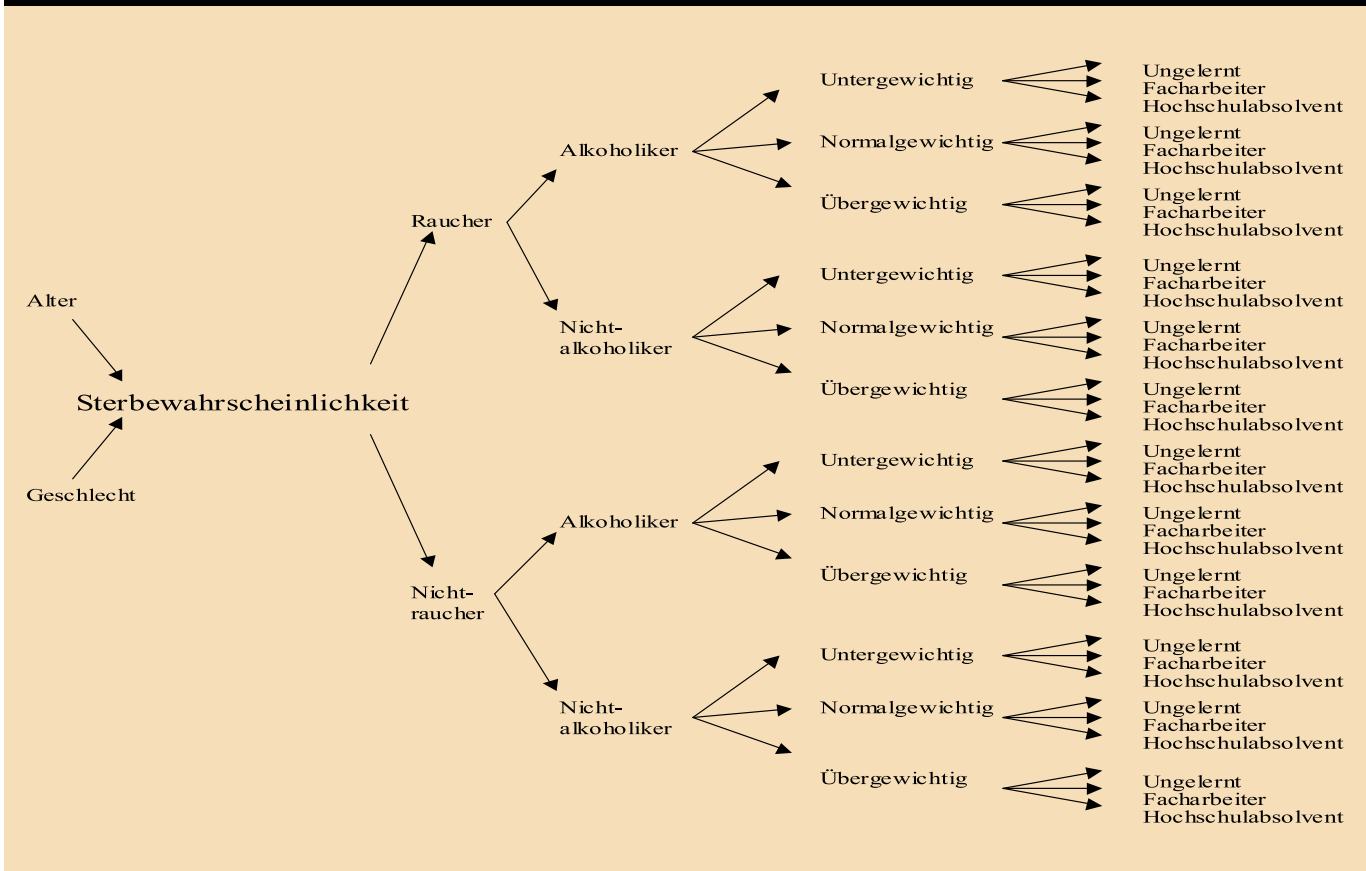 Alter
Sterbewahrscheinlichkeit
Geschlecht
Raucher
Nicht-
raucher
Alkoholiker
Nicht-
alkoholiker
Alkoholiker
Nicht-
alkoholiker
Untergewichtig
Normalgewichtig
Übergewichtig
Untergewichtig
Normalgewichtig
Übergewichtig
Untergewichtig
Normalgewichtig
Übergewichtig
Untergewichtig
Normalgewichtig
Übergewichtig
Ungelernt
Facharbeiter
Hochschulabsolvent
Ungelernt
Facharbeiter
Hochschulabsolvent
Ungelernt
Facharbeiter
Hochschulabsolvent
Ungelernt
Facharbeiter
Hochschulabsolvent
Ungelernt
Facharbeiter
Hochschulabsolvent
Ungelernt
Facharbeiter
Hochschulabsolvent
Ungelernt
Facharbeiter
Hochschulabsolvent
Ungelernt
Facharbeiter
Hochschulabsolvent
Ungelernt
Facharbeiter
Hochschulabsolvent
Ungelernt
Facharbeiter
Hochschulabsolvent
Ungelernt
Facharbeiter
Hochschulabsolvent
Ungelernt
Facharbeiter
Hochschulabsolvent